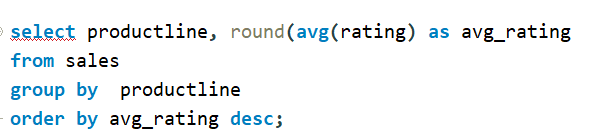 select productline, round(avg(rating) as avg_rating
from sales
group by  productline
order by avg_rating desc;